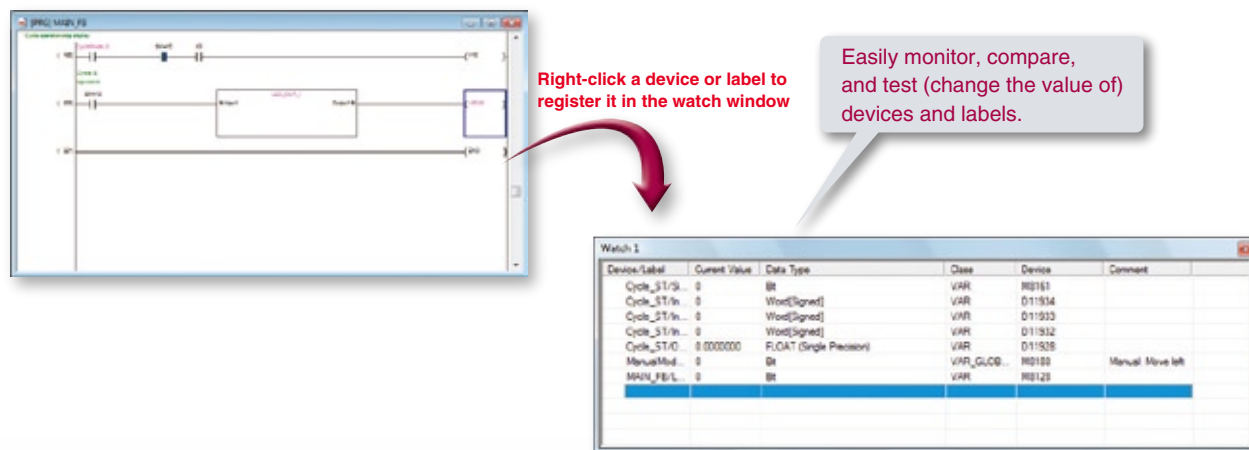 [PRG] MAIN_FB
Right-click a device or label to
register it in the watch window
Easily monitor, compare,
and test (change the value of)
devices and labels.
Watch 1
Device/Label Current Value Data Type Class Device Comment
Cycle_ST/S... 0 Bit VAR M8161
Cycle_ST/In... 0 Word[Signed] VAR D11934
Cycle_ST/In... 0 Word[Signed] VAR D11933
Cycle_ST/In... 0 Word[Signed] VAR D11932
Cycle_ST/O... 0.0000000 FLOAT (Single Precision) VAR D11928
ManualMod... 0 Bit VAR_GLOB... Manual: Move left
MAIN_FB/L... 0 Bit VAR M8128